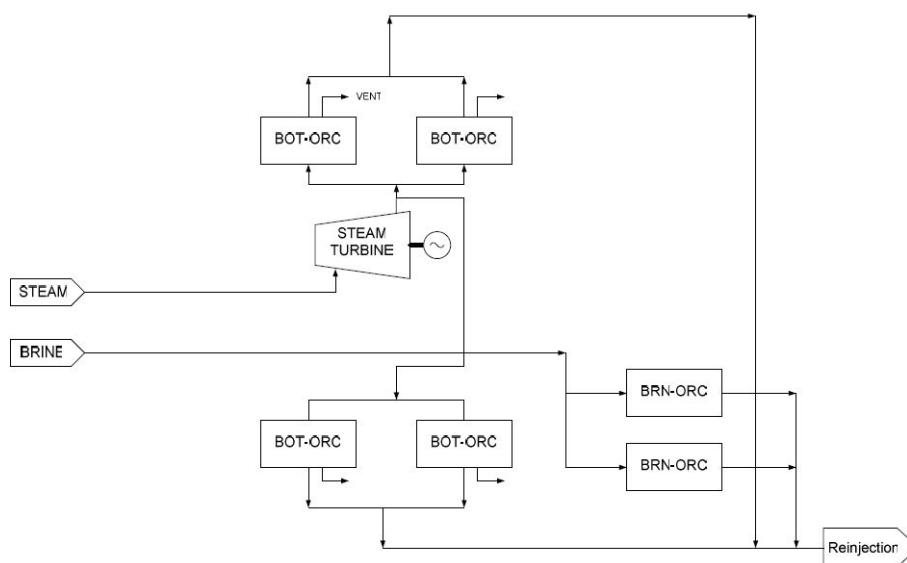 VENT
BOT-ORC
BOT-ORC
STEAM
TURBINE
STEAM
BRINE
BRN-ORC
BOT-ORC
BOT-ORC
BRN-ORC
Reinjection